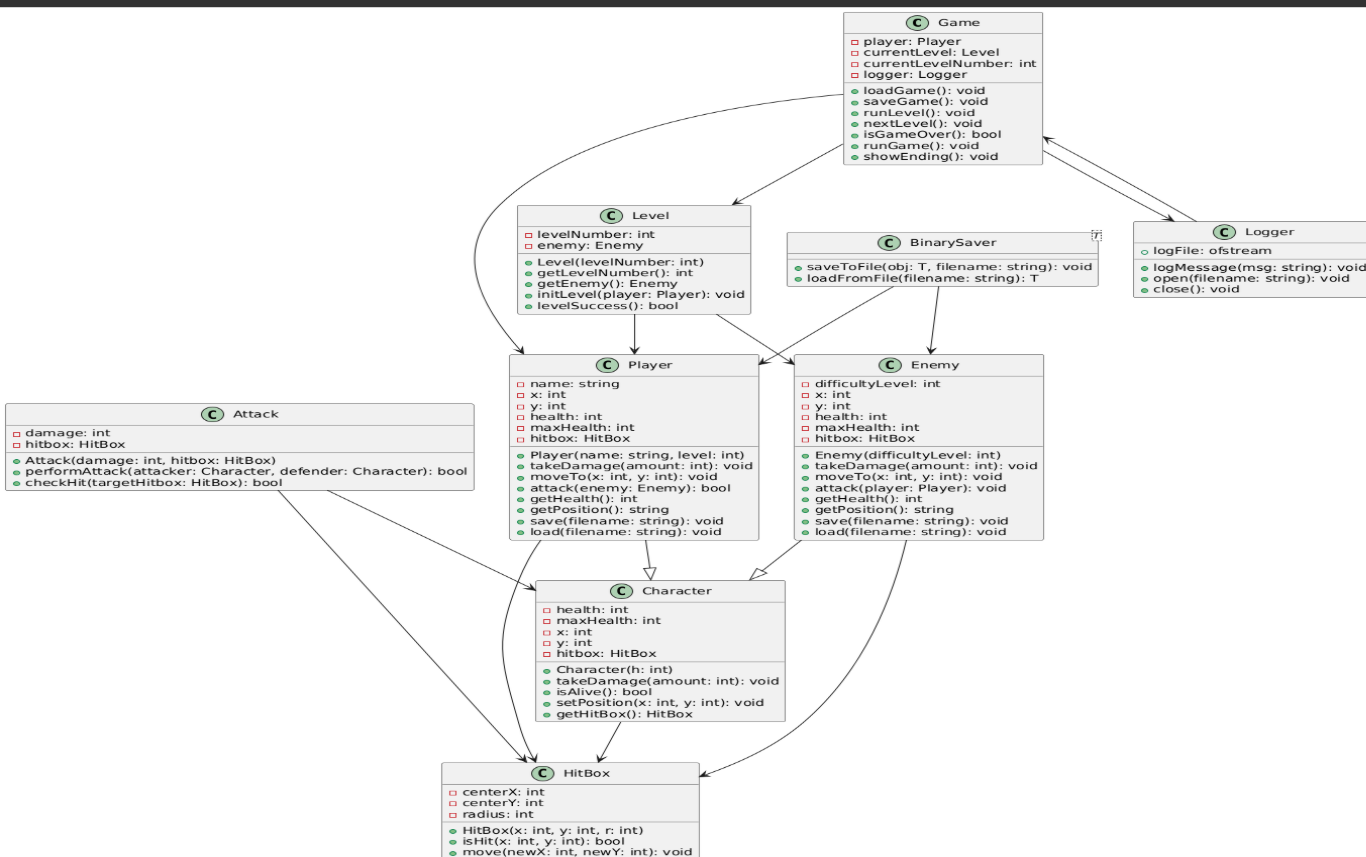 C Game
player: Player
currentLevel: Level
currentLevelNumber: int
logger: Logger
loadGame(): void
saveGame(): void
runLevel(): void
nextLevel(): void
isGameOver(): bool
runGame(): void
showEnding(): void
C Level
levelNumber: int
enemy: Enemy
Level(levelNumber: int)
getLevelNumber(): int
getEnemy(): Enemy
initLevel(player: Player): void
levelSuccess(): bool
C BinarySaver
T
saveToFile(obj: T, filename: string): void
loadFromFile(filename: string): T
C Logger
logFile: ofstream
logMessage(msg: string): void
open(filename: string): void
close(): void
C Player
name: string
x: int
y: int
health: int
maxHealth: int
hitbox: HitBox
Player(name: string, level: int)
takeDamage(amount: int): void
moveTo(x: int, y: int): void
attack(enemy: Enemy): bool
getHealth(): int
getPosition(): string
save(filename: string): void
load(filename: string): void
C Enemy
difficultyLevel: int
x: int
y: int
health: int
maxHealth: int
hitbox: HitBox
Enemy(difficultyLevel: int)
takeDamage(amount: int): void
moveTo(x: int, y: int): void
attack(player: Player): void
getHealth(): int
getPosition(): string
save(filename: string): void
load(filename: string): void
C Attack
damage: int
hitbox: HitBox
Attack(damage: int, hitbox: HitBox)
performAttack(attacker: Character, defender: Character): bool
checkHit(targetHitbox: HitBox): bool
C Character
health: int
maxHealth: int
x: int
y: int
hitbox: HitBox
Character(h: int)
takeDamage(amount: int): void
isAlive(): bool
setPosition(x: int, y: int): void
getHitBox(): HitBox
C HitBox
centerX: int
centerY: int
radius: int
HitBox(x: int, y: int, r: int)
isHit(x: int, y: int): bool
move(newX: int, newY: int): void